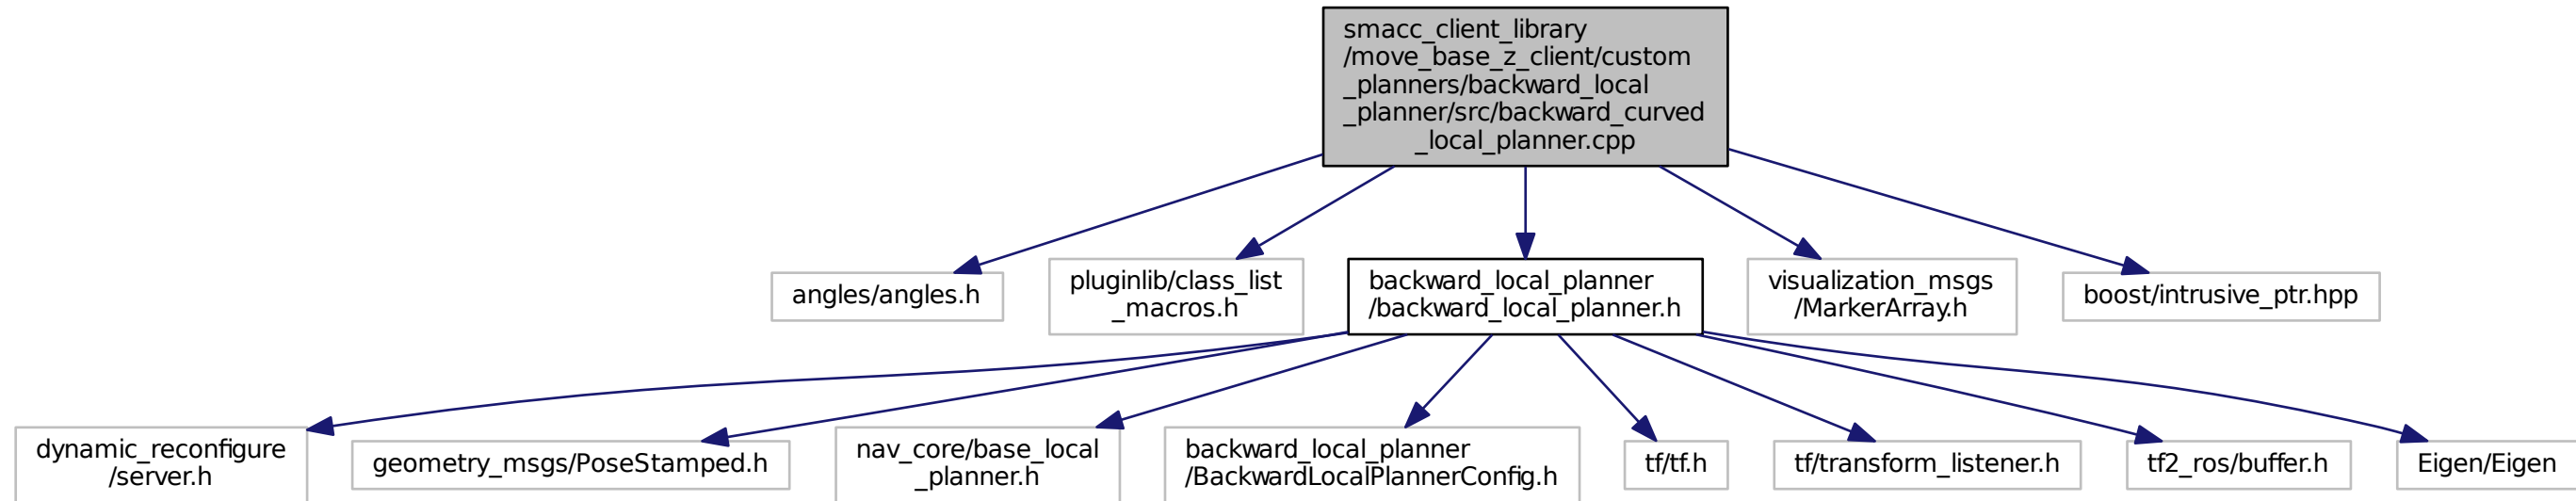 smacc_client_library
/move_base_z_client/custom
_planners/backward_local
_planner/src/backward_curved
_local_planner.cpp
angles/angles.h
pluginlib/class_list
_macros.h
backward_local_planner
/backward_local_planner.h
visualization_msgs
/MarkerArray.h
boost/intrusive_ptr.hpp
dynamic_reconfigure
/server.h
geometry_msgs/PoseStamped.h
nav_core/base_local
_planner.h
backward_local_planner
/BackwardLocalPlannerConfig.h
tf/tf.h
tf/transform_listener.h
tf2_ros/buffer.h
Eigen/Eigen